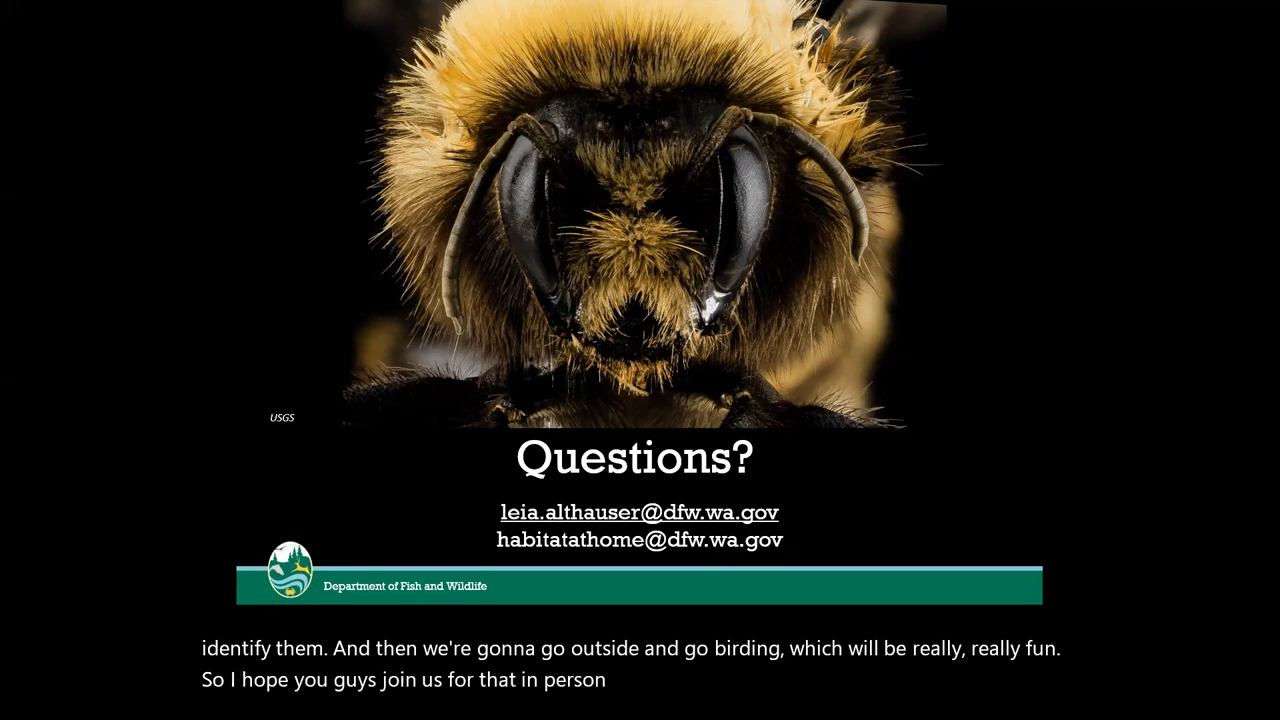 USGS
Questions?
leia.althauser@dfw.wa.gov
habitatathome@dfw.wa.gov
Department of Fish and Wildlife
identify them. And then we're gonna go outside and go birding, which will be really, really fun.
So I hope you guys join us for that in person